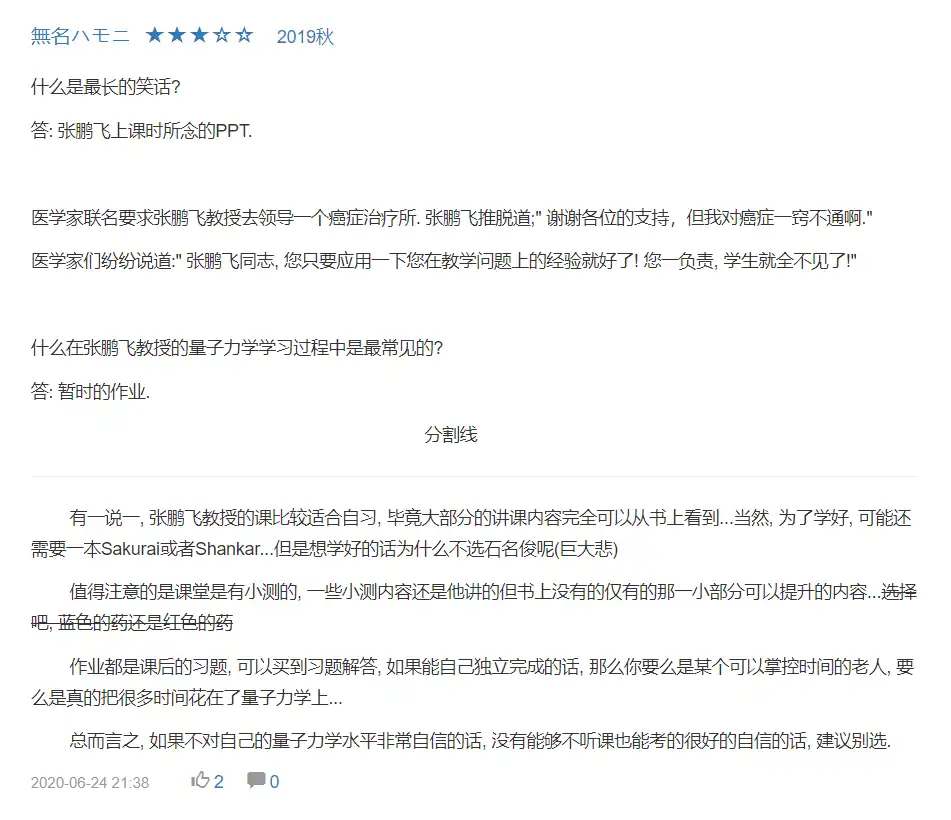 無名ハモニ ★★★☆☆ 2019秋
什么是最长的笑话?
答: 张鹏飞上课时所念的PPT.
医学家联名要求张鹏飞教授去领导一个癌症治疗所. 张鹏飞推脱道;" 谢谢各位的支持，但我对癌症一窍不通啊."
医学家们纷纷说道:" 张鹏飞同志, 您只要应用一下您在教学问题上的经验就好了! 您一负责, 学生就全不见了!"
什么在张鹏飞教授的量子力学学习过程中是最常见的?
答: 暂时的作业.
分割线
有一说一, 张鹏飞教授的课比较适合自习, 毕竟大部分的讲课内容完全可以从书上看到...当然, 为了学好, 可能还
需要一本Sakurai或者Shankar...但是想学好的话为什么不选石名俊呢(巨大悲)
值得注意的是课堂是有小测的, 一些小测内容还是他讲的但书上没有的仅有的那一小部分可以提升的内容...选择
吧, 蓝色的药还是红色的药
作业都是课后的习题, 可以买到习题解答, 如果能自己独立完成的话, 那么你要么是某个可以掌控时间的老人, 要
么是真的把很多时间花在了量子力学上...
总而言之, 如果不对自己的量子力学水平非常自信的话, 没有能够不听课也能考的很好的自信的话, 建议别选.
2020-06-24 21:38 2 0